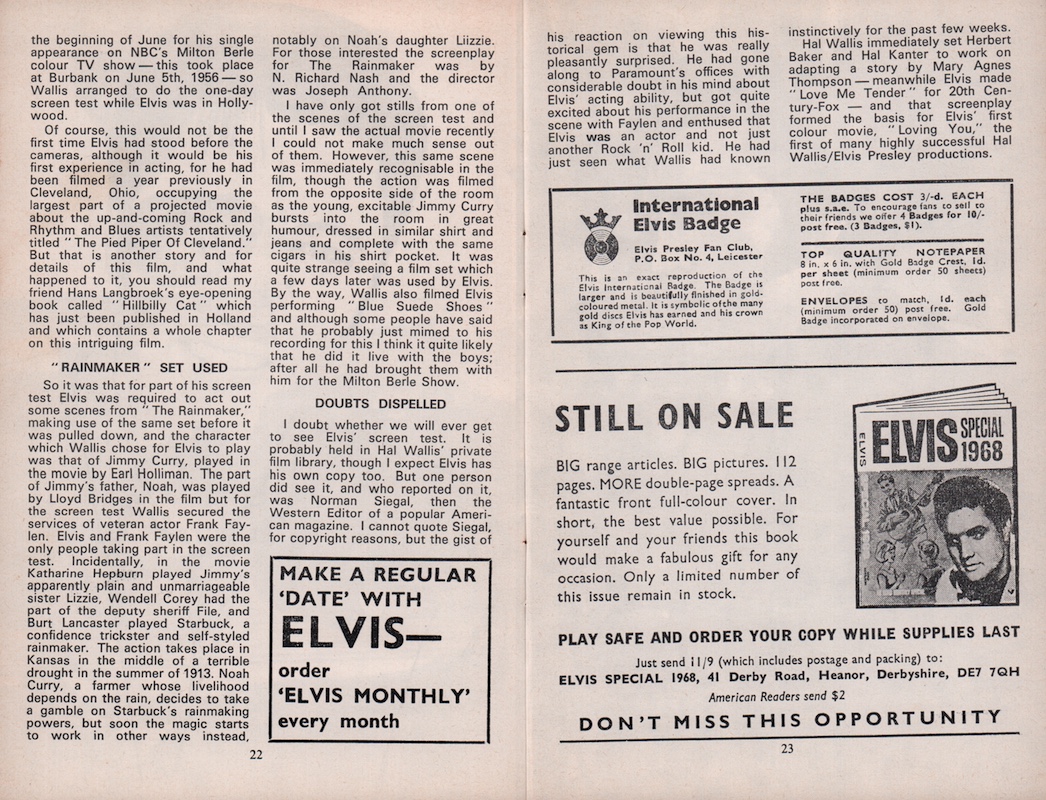 the beginning of June for his single
appearance on NBC's Milton Berle
colour TV show — this took place
at Burbank on June 5th, 1956 — so
Wallis arranged to do the one-day
screen test while Elvis was in Holly-
wood.
Of course, this would not be the
first time Elvis had stood before the
cameras, although it would be his
first experience in acting, for he had
been filmed a year previously in
Cleveland, Ohio, occupying the
largest part of a projected movie
about the up-and-coming Rock and
Rhythm and Blues artists tentatively
titled "The Pied Piper Of Cleveland."
But that is another story and for
details of this film, and what
happened to it, you should read my
friend Hans Langbroek's eye-opening
book called "Hillbilly Cat" which
has just been published in Holland
and which contains a whole chapter
on this intriguing film.
"RAINMAKER" SET USED
So it was that for part of his screen
test Elvis was required to act out
some scenes from "The Rainmaker,"
making use of the same set before it
was pulled down, and the character
which Wallis chose for Elvis to play
was that of Jimmy Curry, played in
the movie by Earl Holliman. The part
of Jimmy's father, Noah, was played
by Lloyd Bridges in the film but for
the screen test Wallis secured the
services of veteran actor Frank Fay-
len. Elvis and Frank Faylen were the
only people taking part in the screen
test. Incidentally, in the movie
Katharine Hepburn played Jimmy's
apparently plain and unmarriageable
sister Lizzie, Wendell Corey had the
part of the deputy sheriff File, and
Burt Lancaster played Starbuck, a
confidence trickster and self-styled
rainmaker. The action takes place in
Kansas in the middle of a terrible
drought in the summer of 1913. Noah
Curry, a farmer whose livelihood
depends on the rain, decides to take
a gamble on Starbuck's rainmaking
powers, but soon the magic starts
to work in other ways instead,
notably on Noah's daughter Liizzie.
For those interested the screenplay
for The Rainmaker was by
N. Richard Nash and the director
was Joseph Anthony.
I have only got stills from one of
the scenes of the screen test and
until I saw the actual movie recently
I could not make much sense out
of them. However, this same scene
was immediately recognisable in the
film, though the action was filmed
from the opposite side of the room
as the young, excitable Jimmy Curry
bursts into the room in great
humour, dressed in similar shirt and
jeans and complete with the same
cigars in his shirt pocket. It was
quite strange seeing a film set which
a few days later was used by Elvis.
By the way, Wallis also filmed Elvis
performing "Blue Suede Shoes"
and although some people have said
that he probably just mimed to his
recording for this I think it quite likely
that he did it live with the boys;
after all he had brought them with
him for the Milton Berle Show.
DOUBTS DISPELLED
I doubt whether we will ever get
to see Elvis' screen test. It is
probably held in Hal Wallis' private
film library, though I expect Elvis has
his own copy too. But one person
did see it, and who reported on it,
was Norman Siegal, then the
Western Editor of a popular Ameri-
can magazine. I cannot quote Siegal,
for copyright reasons, but the gist of
MAKE A REGULAR
'DATE' WITH
ELVIS—
order
'ELVIS MONTHLY'
every month
22
his reaction on viewing this his-
torical gem is that he was really
pleasantly surprised. He had gone
along to Paramount's offices with
considerable doubt in his mind about
Elvis' acting ability, but got quite
excited about his performance in the
scene with Faylen and enthused that
Elvis was an actor and not just
another Rock 'n' Roll kid. He had
just seen what Wallis had known
instinctively for the past few weeks.
Hal Wallis immediately set Herbert
Baker and Hal Kanter to work on
adapting a story by Mary Agnes
Thompson — meanwhile Elvis made
"Love Me Tender" for 20th Cen-
tury-Fox — and that screenplay
formed the basis for Elvis' first
colour movie, "Loving You," the
first of many highly successful Hal
Wallis/Elvis Presley productions.
International
Elvis Badge
Elvis Presley Fan Club,
P.O. Box No. 4, Leicester
This is an exact reproduction of the
Elvis International Badge. The Badge is
larger and is beautifully finished in gold-
coloured metal. It is symbolic of the many
gold discs Elvis has earned and his crown
as King of the Pop World.
THE BADGES COST 3/-d. EACH
plus s.a.e. To encourage fans to sell to
their friends we offer 4 Badges for 10/-
post free. (3 Badges, $1).
TOP QUALITY NOTEPAPER
8 in. x 6 in. with Gold Badge Crest, 1d.
per sheet (minimum order 50 sheets)
post free.
ENVELOPES to match, 1d. each
(minimum order 50) post free. Gold
Badge incorporated on envelope.
STILL ON SALE
BIG range articles. BIG pictures. 112
pages. MORE double-page spreads. A
fantastic front full-colour cover. In
short, the best value possible. For
yourself and your friends this book
would make a fabulous gift for any
occasion. Only a limited number of
this issue remain in stock.
ELVIS
ELVIS SPECIAL
1968
PLAY SAFE AND ORDER YOUR COPY WHILE SUPPLIES LAST
Just send 11/9 (which includes postage and packing) to:
ELVIS SPECIAL 1968, 41 Derby Road, Heanor, Derbyshire, DE7 7QH
American Readers send $2
DON'T MISS THIS OPPORTUNITY
23